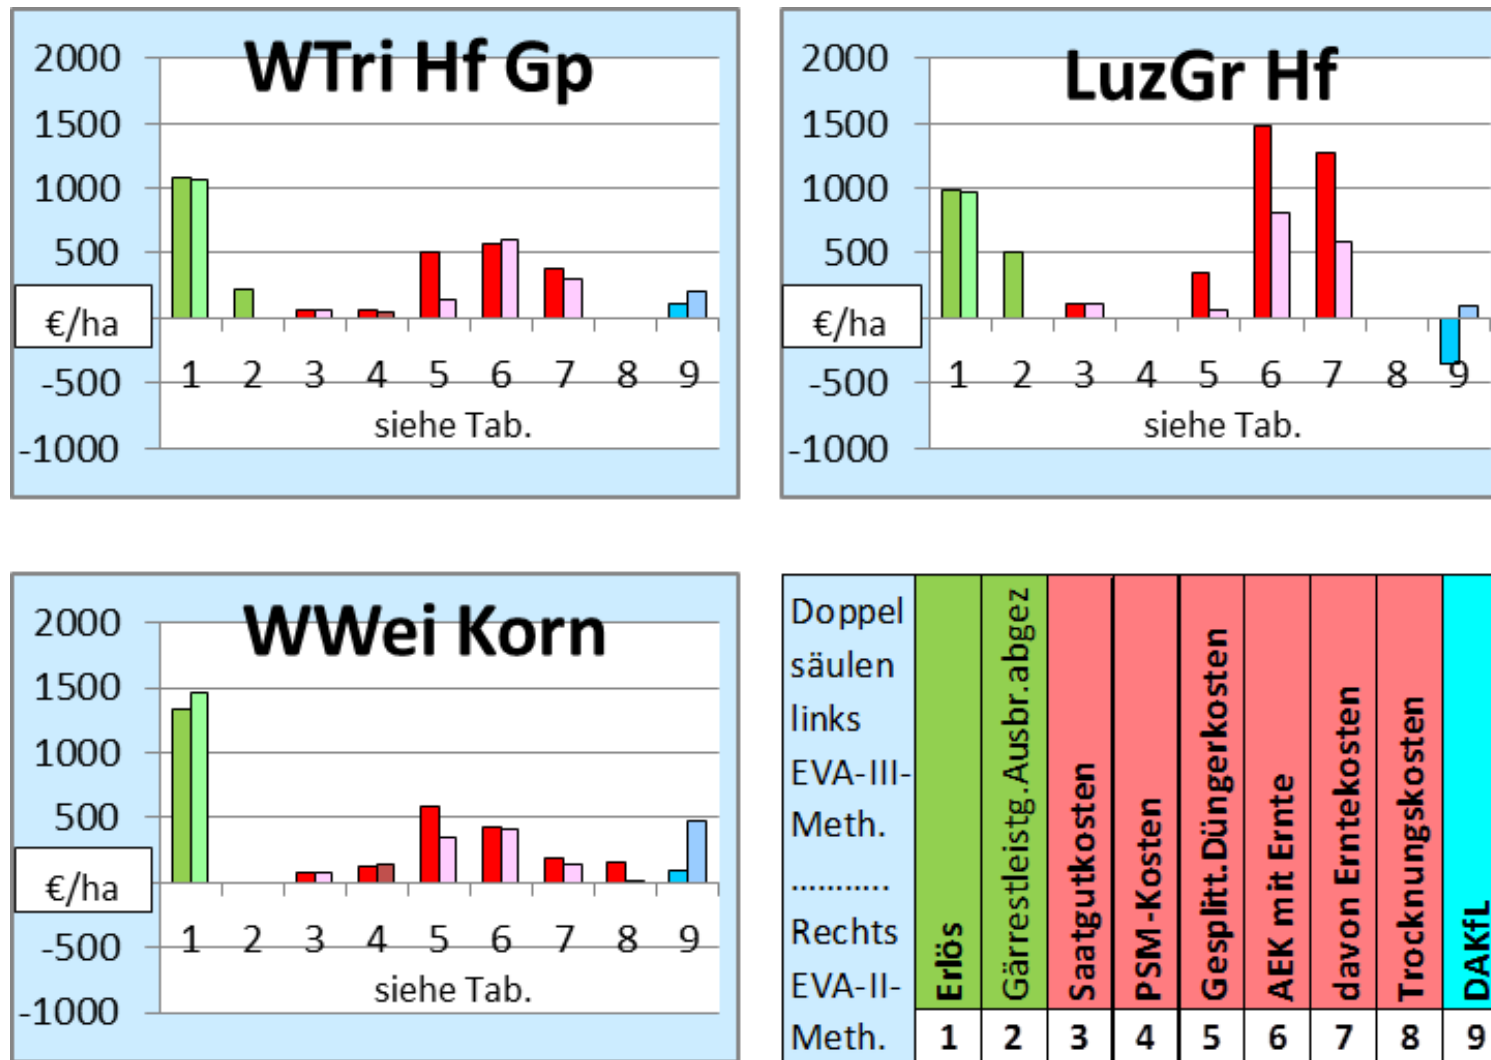 WTri Hf Gp
2000
1500
1000
500
€/ha
-500
-1000
1 2 3 4 5 6 7 8 9
siehe Tab.
LuzGr Hf
2000
1500
1000
500
€/ha
-500
-1000
1 2 3 4 5 6 7 8 9
siehe Tab.
WWei Korn
2000
1500
1000
500
€/ha
-500
-1000
1 2 3 4 5 6 7 8 9
siehe Tab.
Doppel
säulen
links
EVA-III-
Meth.
...........
Rechts
EVA-II-
Meth.
Erlös
Gärrestleistg.Ausbr.abgez
Saatgutkosten
PSM-Kosten
Gesplitt.Düngerkosten
AEK mit Ernte
davon Erntekosten
Trocknungskosten
DAKfL
1 2 3 4 5 6 7 8 9